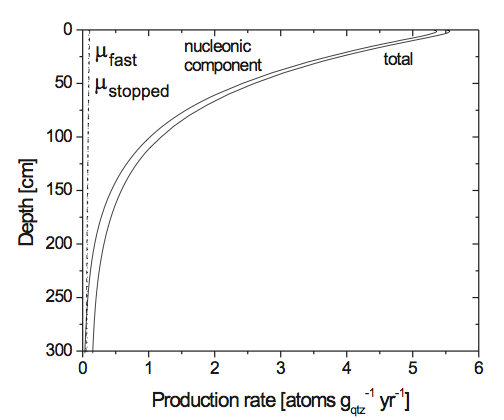 0
50
100
150
200
250
300
Depth [cm]
μfast
μstopped
nucleonic
component
total
0 1 2 3 4 5 6
Production rate [atoms gqtz-1 yr-1]